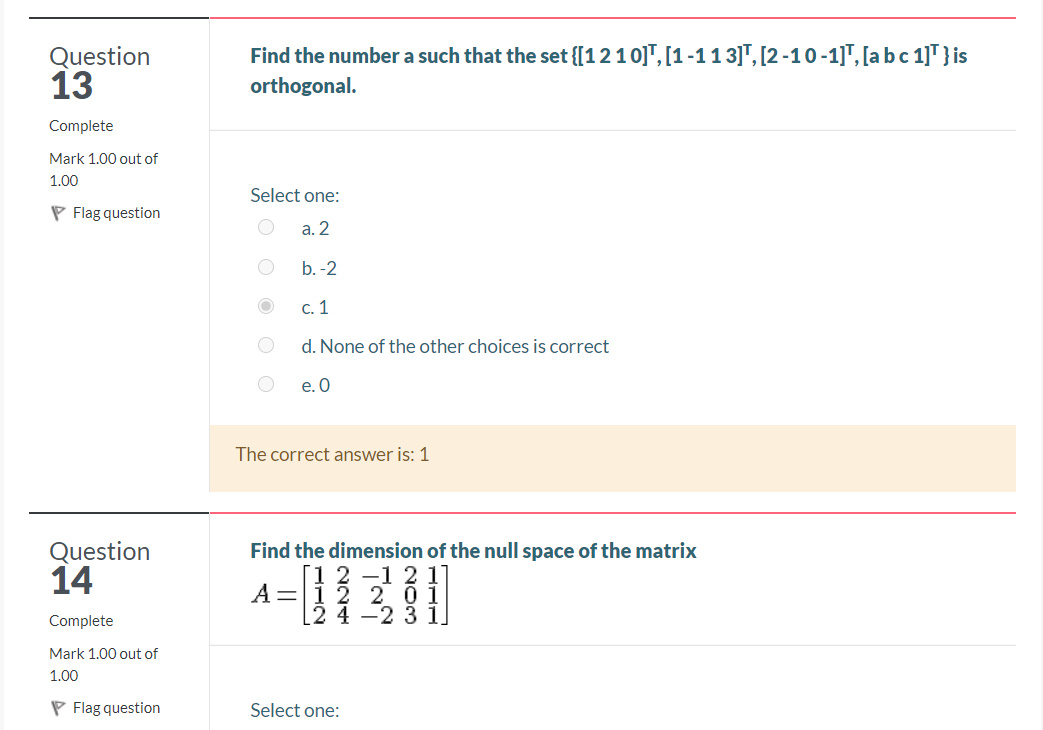 Question
13
Complete
Mark 1.00 out of
1.00
Flag question
Find the number a such that the set {[1 2 1 0]ᵀ, [1 -1 1 3]ᵀ, [2 -1 0 -1]ᵀ, [a b c 1]ᵀ } is
orthogonal.
Select one:
a. 2
b. -2
c. 1
d. None of the other choices is correct
e. 0
The correct answer is: 1
Question
14
Complete
Mark 1.00 out of
1.00
Flag question
Find the dimension of the null space of the matrix
1 2 −1 2 1
A = 1 2 2 0 1
2 4 −2 3 1
Select one: